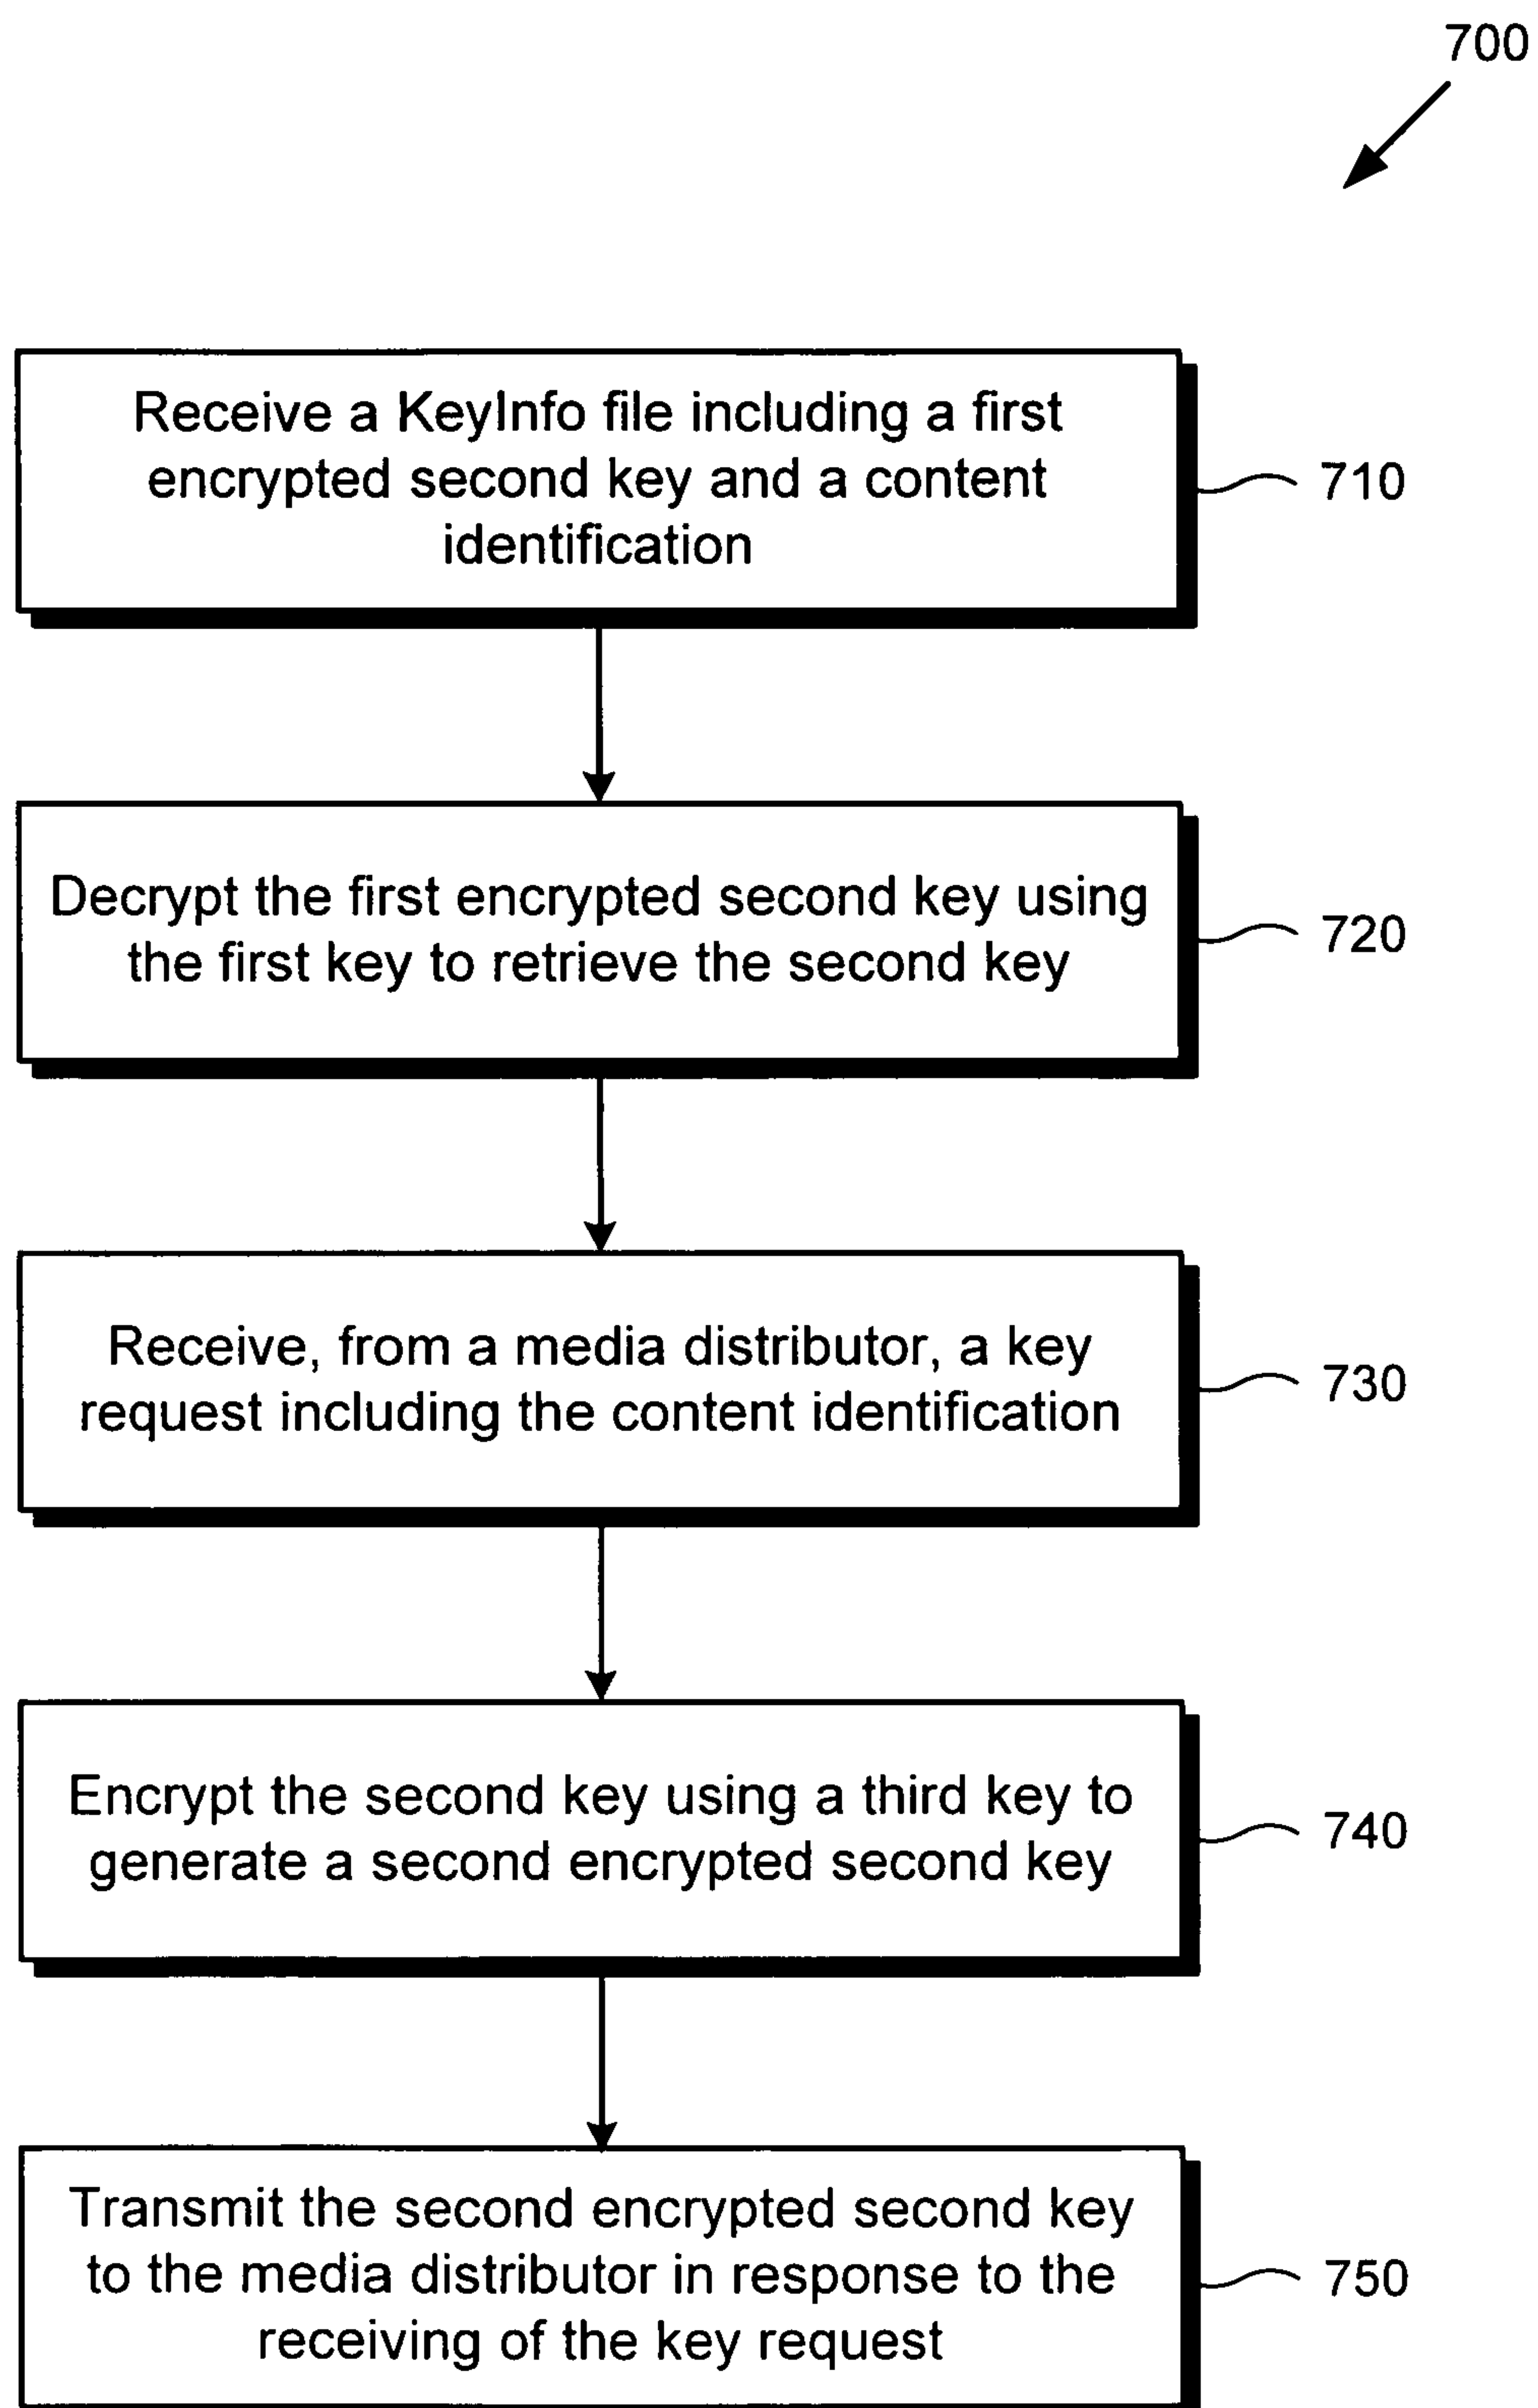 700
Receive a KeyInfo file including a first
encrypted second key and a content
identification
710
Decrypt the first encrypted second key using
the first key to retrieve the second key
720
Receive, from a media distributor, a key
request including the content identification
730
Encrypt the second key using a third key to
generate a second encrypted second key
740
Transmit the second encrypted second key
to the media distributor in response to the
receiving of the key request
750